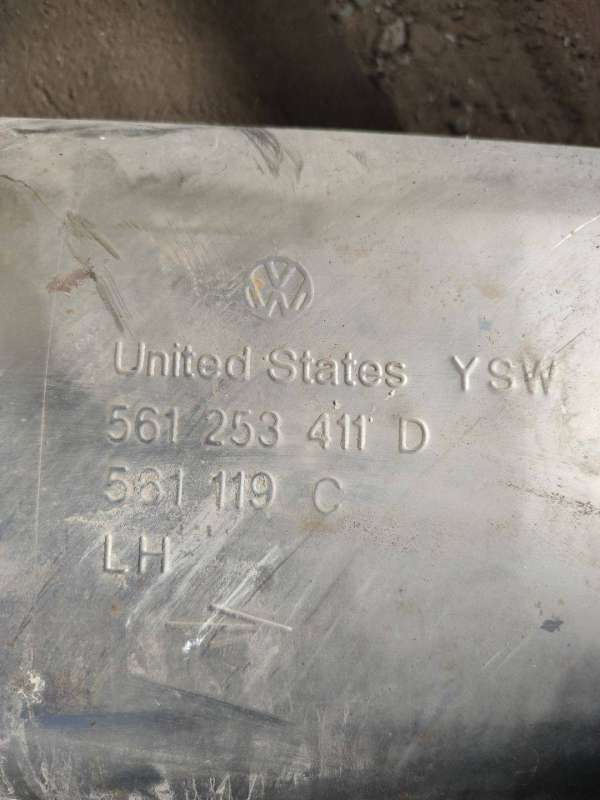 United States YSW
561 253 411 D
561 119 C
LH